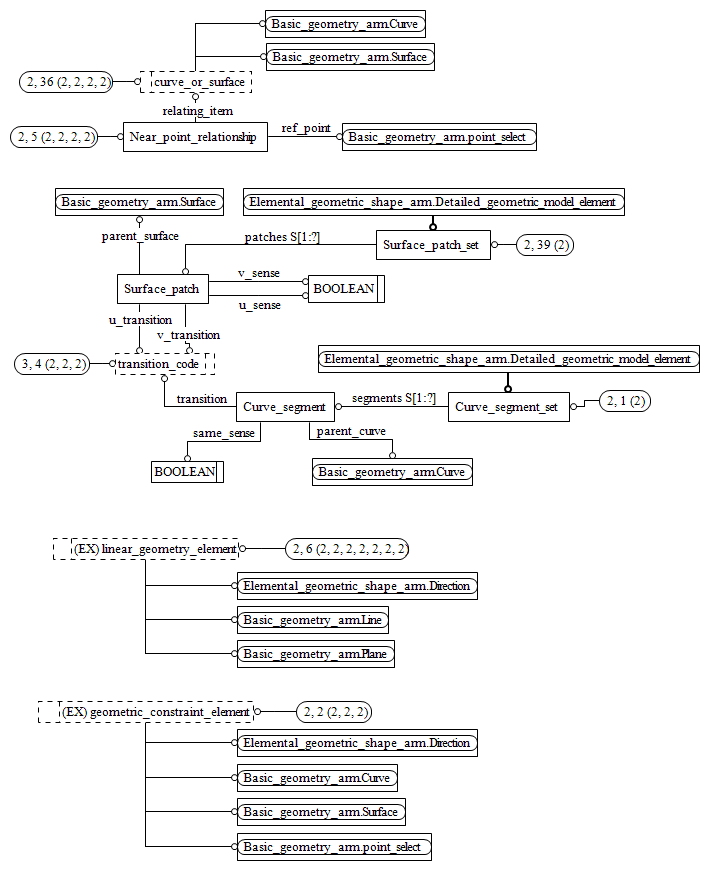 Basic_geometry_arm.Curve
Basic_geometry_arm.Surface
2, 36 (2, 2, 2, 2)
curve_or_surface
relating_item
2, 5 (2, 2, 2, 2)
Near_point_relationship
ref_point
Basic_geometry_arm.point_select
Basic_geometry_arm.Surface
Elemental_geometric_shape_arm.Detailed_geometric_model_element
parent_surface
patches S[1:?]
Surface_patch_set
2, 39 (2)
Surface_patch
v_sense
u_sense
BOOLEAN
u_transition
v_transition
3, 4 (2, 2, 2)
transition_code
Elemental_geometric_shape_arm.Detailed_geometric_model_element
transition
Curve_segment
segments S[1:?]
Curve_segment_set
2, 1 (2)
same_sense
parent_curve
BOOLEAN
Basic_geometry_arm.Curve
(EX) linear_geometry_element
2, 6 (2, 2, 2, 2, 2, 2, 2)
Elemental_geometric_shape_arm.Direction
Basic_geometry_arm.Line
Basic_geometry_arm.Plane
(EX) geometric_constraint_element
2, 2 (2, 2, 2)
Elemental_geometric_shape_arm.Direction
Basic_geometry_arm.Curve
Basic_geometry_arm.Surface
Basic_geometry_arm.point_select